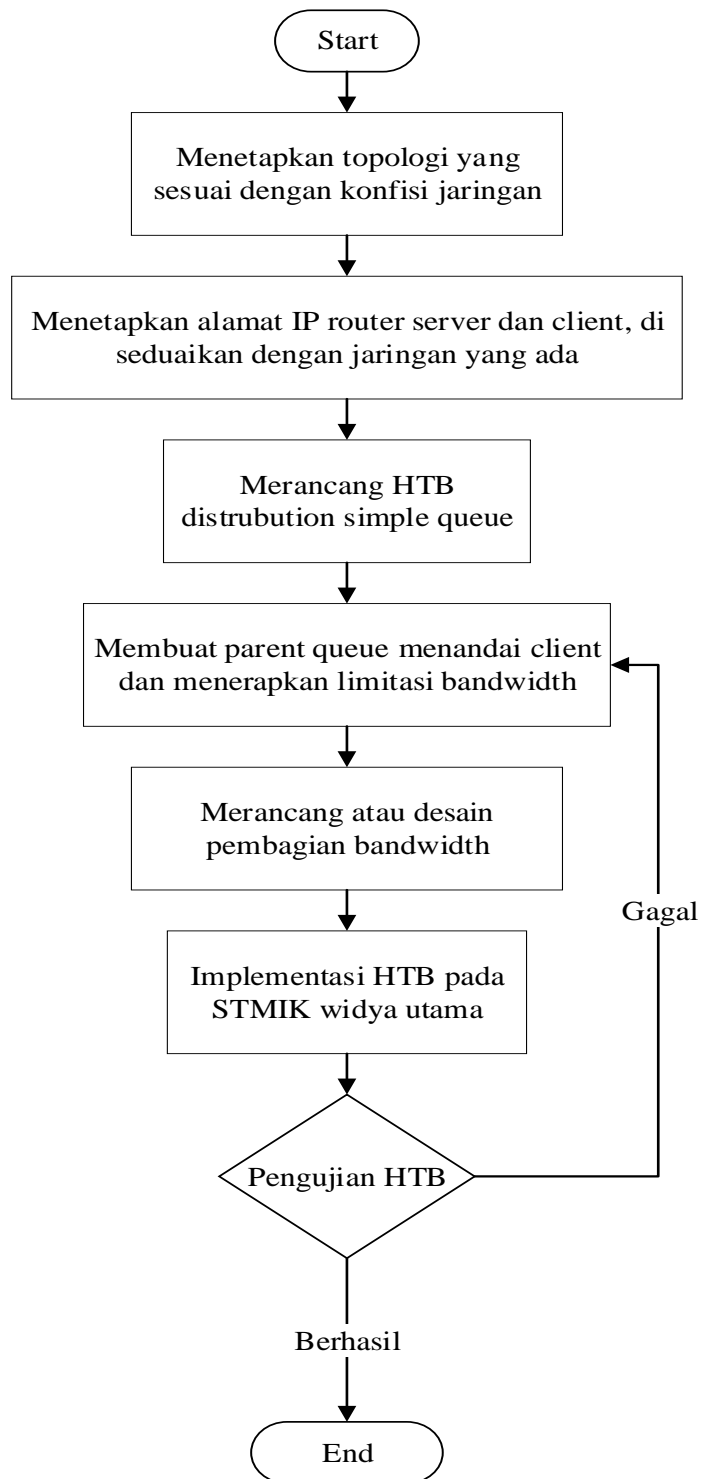 Start
Menetapkan topologi yang
sesuai dengan konfisi jaringan
Menetapkan alamat IP router server dan client, di
seduaikan dengan jaringan yang ada
Merancang HTB
distrubution simple queue
Membuat parent queue menandai client
dan menerapkan limitasi bandwidth
Merancang atau desain
pembagian bandwidth
Gagal
Implementasi HTB pada
STMIK widya utama
Pengujian HTB
Berhasil
End